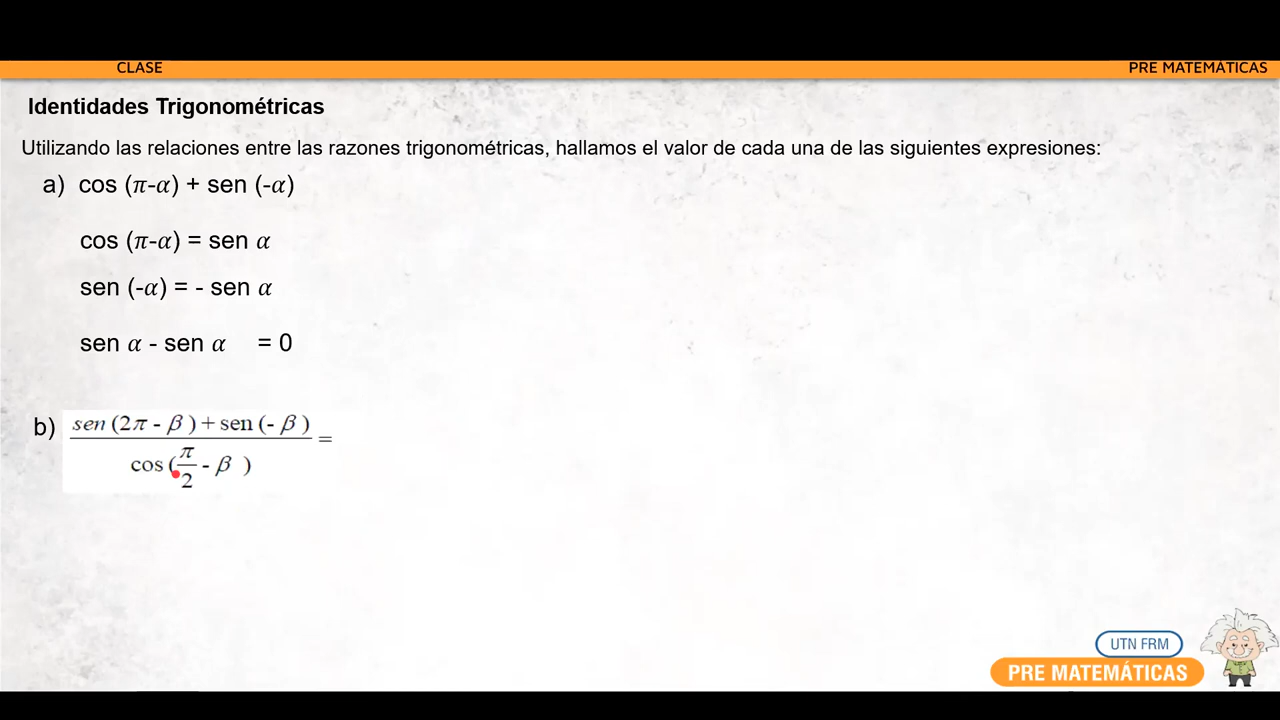 CLASE
PRE MATEMÁTICAS
Identidades Trigonométricas
Utilizando las relaciones entre las razones trigonométricas, hallamos el valor de cada una de las siguientes expresiones:
a) cos (π-α) + sen (-α)
cos (π-α) = sen α
sen (-α) = - sen α
sen α - sen α = 0
b)
sen (2π - β ) + sen (- β )
=
cos (π/2 - β )
UTN FRM
PRE MATEMÁTICAS